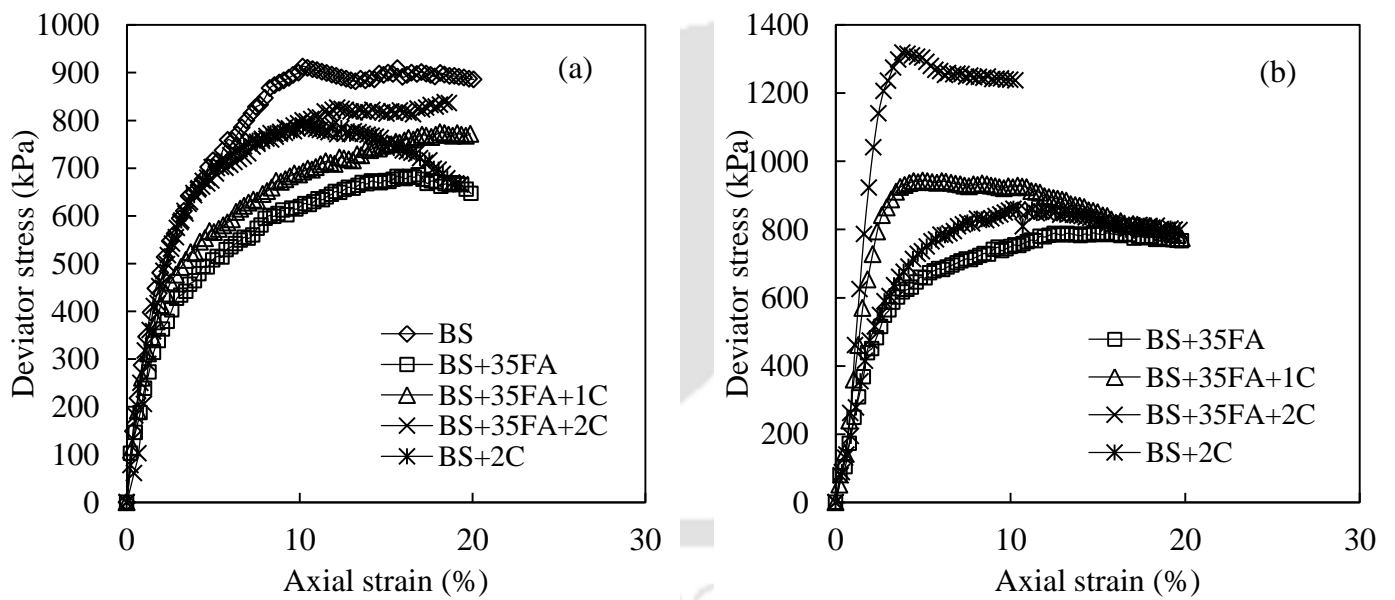 1000
900
800
700
600
500
400
300
200
100
0
Deviator stress (kPa)
(a)
BS
BS+35FA
BS+35FA+1C
BS+35FA+2C
BS+2C
0 10 20 30
Axial strain (%)
1400
1200
1000
800
600
400
200
0
Deviator stress (kPa)
(b)
BS+35FA
BS+35FA+1C
BS+35FA+2C
BS+2C
0 10 20 30
Axial strain (%)